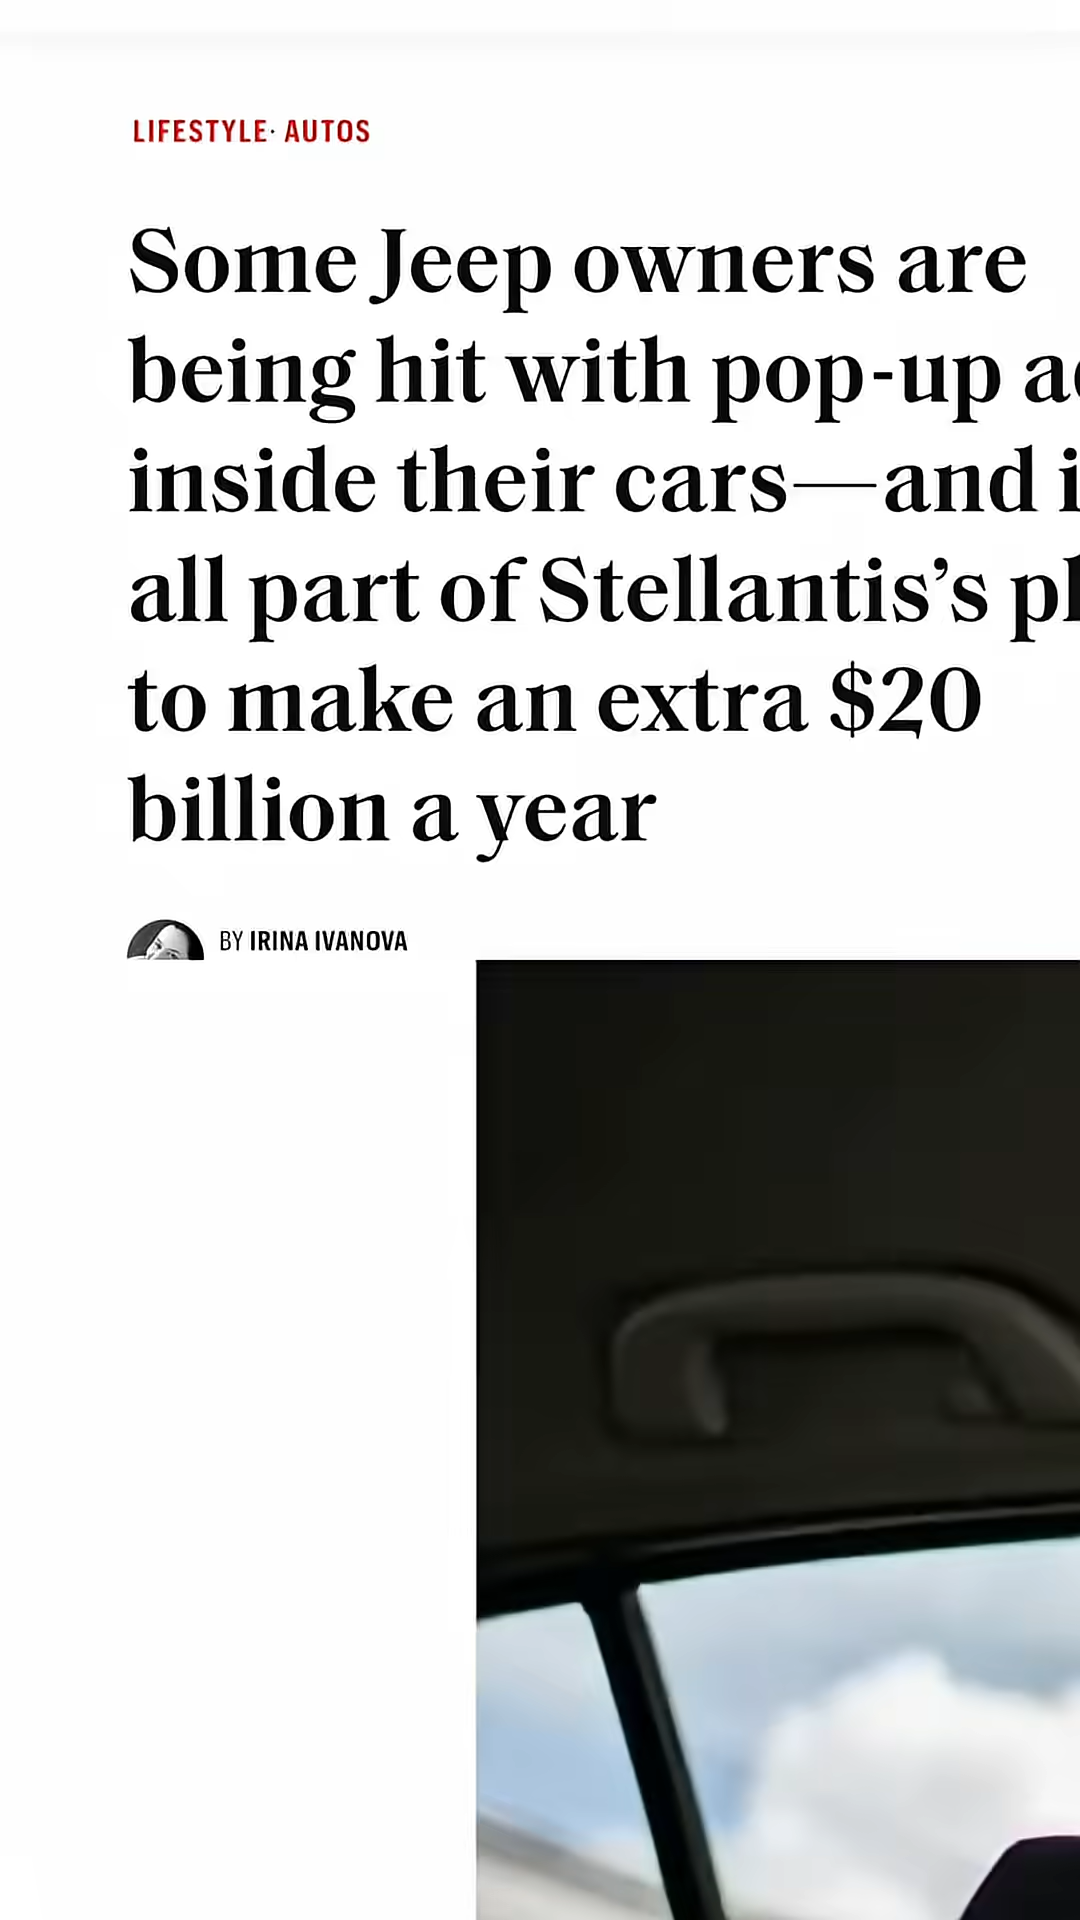 LIFESTYLE· AUTOS
Some Jeep owners are
being hit with pop-up
inside their cars—and
all part of Stellantis’s
to make an extra $20
billion a year
BY IRINA IVANOVA